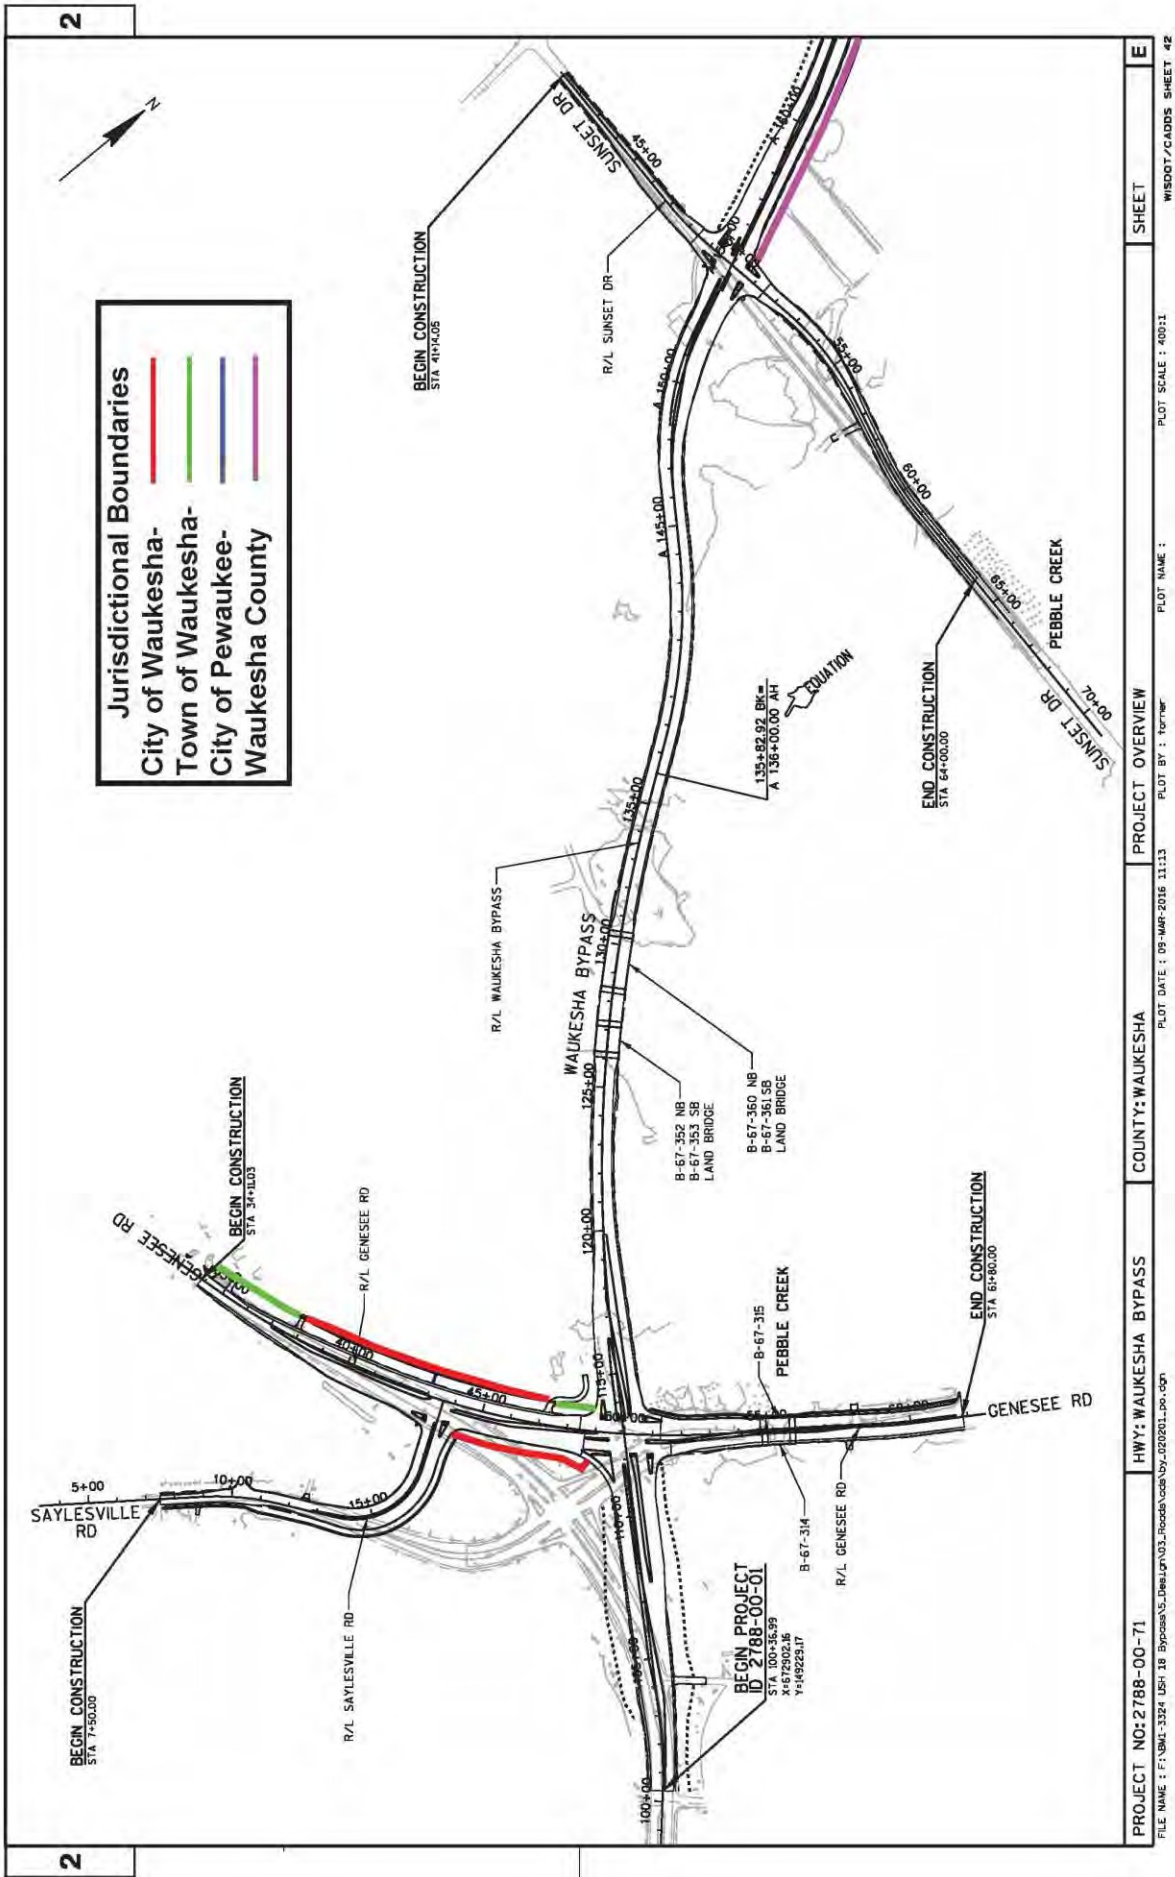 2
2
N
Jurisdictional Boundaries
City of Waukesha-
Town of Waukesha-
City of Pewaukee-
Waukesha County
BEGIN CONSTRUCTION
STA 7+50.00
SAYLESVILLE
RD
5+00
10+00
15+00
R/L SAYLESVILLE RD
GENESEE RD
BEGIN CONSTRUCTION
STA 34+11.03
R/L GENESEE RD
40+00
45+00
BEGIN PROJECT
ID 2788-00-01
STA 100+36.99
X=672902.16
Y=149229.17
100+00
110+00
115+00
120+00
125+00
130+00
135+00
B-67-314
R/L GENESEE RD
B-67-315
PEBBLE CREEK
GENESEE RD
END CONSTRUCTION
STA 61+80.00
WAUKESHA BYPASS
R/L WAUKESHA BYPASS
B-67-352 NB
B-67-353 SB
LAND BRIDGE
B-67-360 NB
B-67-361 SB
LAND BRIDGE
135+82.92 BK=
A 136+00.00 AH
EQUATION
A 145+00
A 150+00
A 160+00
BEGIN CONSTRUCTION
STA 41+14.05
SUNSET DR
R/L SUNSET DR
45+00
55+00
60+00
65+00
70+00
END CONSTRUCTION
STA 64+00.00
PEBBLE CREEK
SUNSET DR
PROJECT NO: 2788-00-71
HWY: WAUKESHA BYPASS
COUNTY: WAUKESHA
PROJECT OVERVIEW
SHEET
E
PLOT DATE : 09-MAR-2016 11:13
PLOT BY : torner
PLOT NAME :
PLOT SCALE : 400:1
WISDOT/CADDS SHEET 42